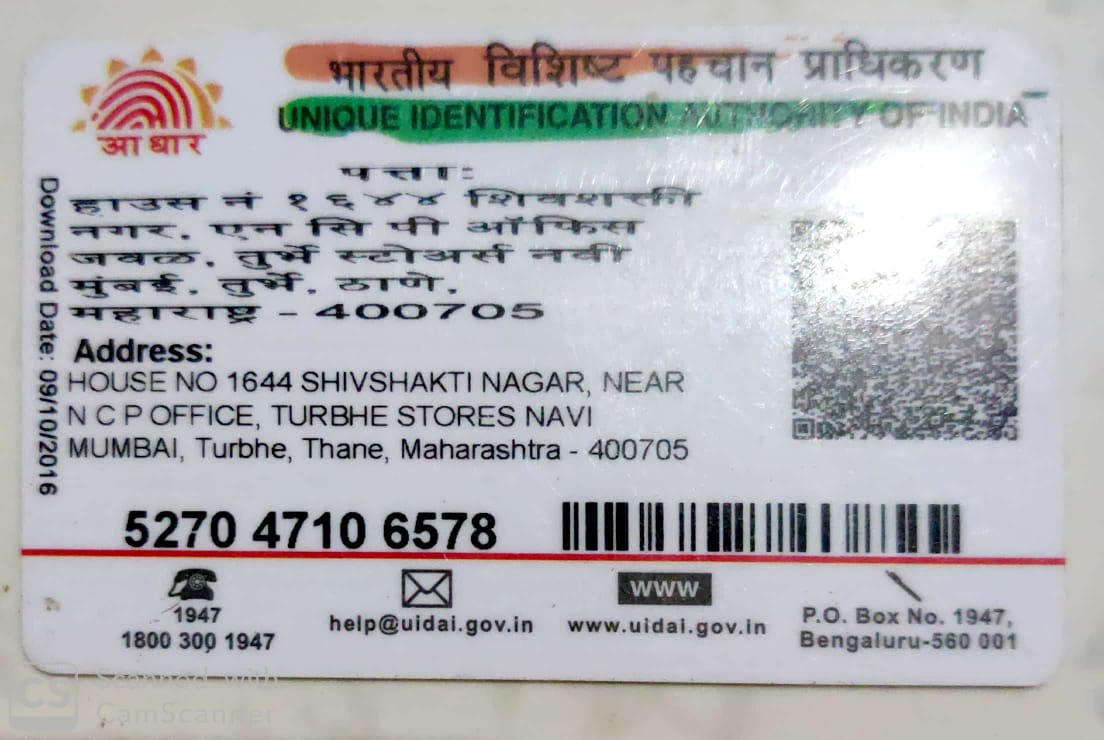 भारतीय विशिष्ट पहचान प्राधिकरण
UNIQUE IDENTIFICATION AUTHORITY OF INDIA
आधार
पत्ता:
हाउस नं १६४४ शिवशक्ती
नगर, एन सि पी ऑफिस
जवळ, तुर्भे स्टोअर्स नवी
मुंबई, तुर्भे, ठाणे,
महाराष्ट्र - 400705
Download Date: 09/10/2016
Address:
HOUSE NO 1644 SHIVSHAKTI NAGAR, NEAR
N C P OFFICE, TURBHE STORES NAVI
MUMBAI, Turbhe, Thane, Maharashtra - 400705
5270 4710 6578
1947
1800 300 1947
help@uidai.gov.in
www
www.uidai.gov.in
P.O. Box No. 1947,
Bengaluru-560 001
CS
Scanned with
CamScanner